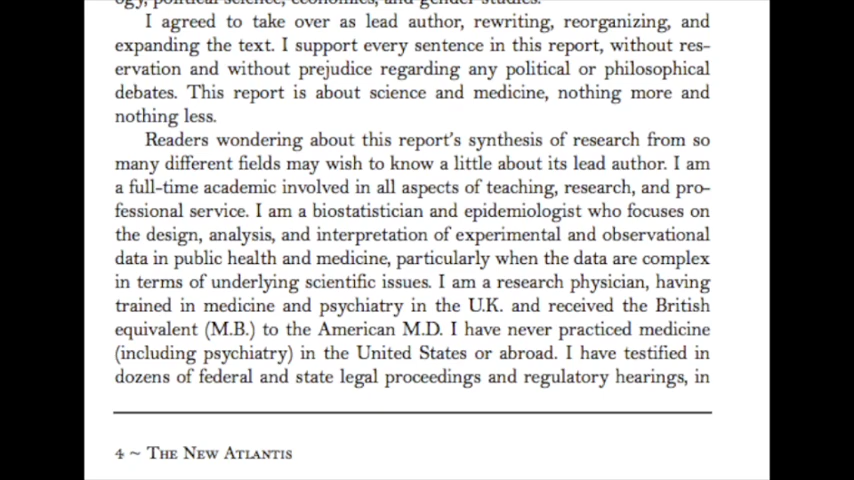 ogy, political science, economics, and gender studies.
I agreed to take over as lead author, rewriting, reorganizing, and
expanding the text. I support every sentence in this report, without res-
ervation and without prejudice regarding any political or philosophical
debates. This report is about science and medicine, nothing more and
nothing less.
Readers wondering about this report's synthesis of research from so
many different fields may wish to know a little about its lead author. I am
a full-time academic involved in all aspects of teaching, research, and pro-
fessional service. I am a biostatistician and epidemiologist who focuses on
the design, analysis, and interpretation of experimental and observational
data in public health and medicine, particularly when the data are complex
in terms of underlying scientific issues. I am a research physician, having
trained in medicine and psychiatry in the U.K. and received the British
equivalent (M.B.) to the American M.D. I have never practiced medicine
(including psychiatry) in the United States or abroad. I have testified in
dozens of federal and state legal proceedings and regulatory hearings, in
4 ~ The New Atlantis